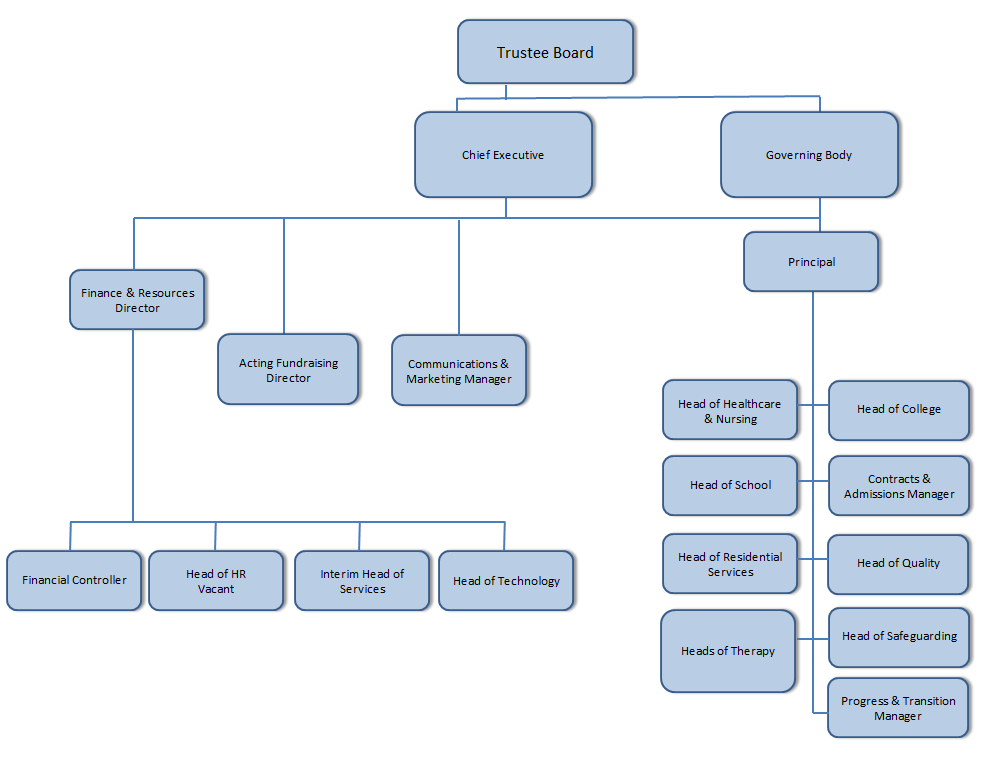 Trustee Board
Chief Executive
Governing Body
Principal
Finance & Resources
Director
Acting Fundraising
Director
Communications &
Marketing Manager
Head of Healthcare
& Nursing
Head of College
Head of School
Contracts &
Admissions Manager
Head of Residential
Services
Head of Quality
Financial Controller
Head of HR
Vacant
Interim Head of
Services
Head of Technology
Heads of Therapy
Head of Safeguarding
Progress & Transition
Manager